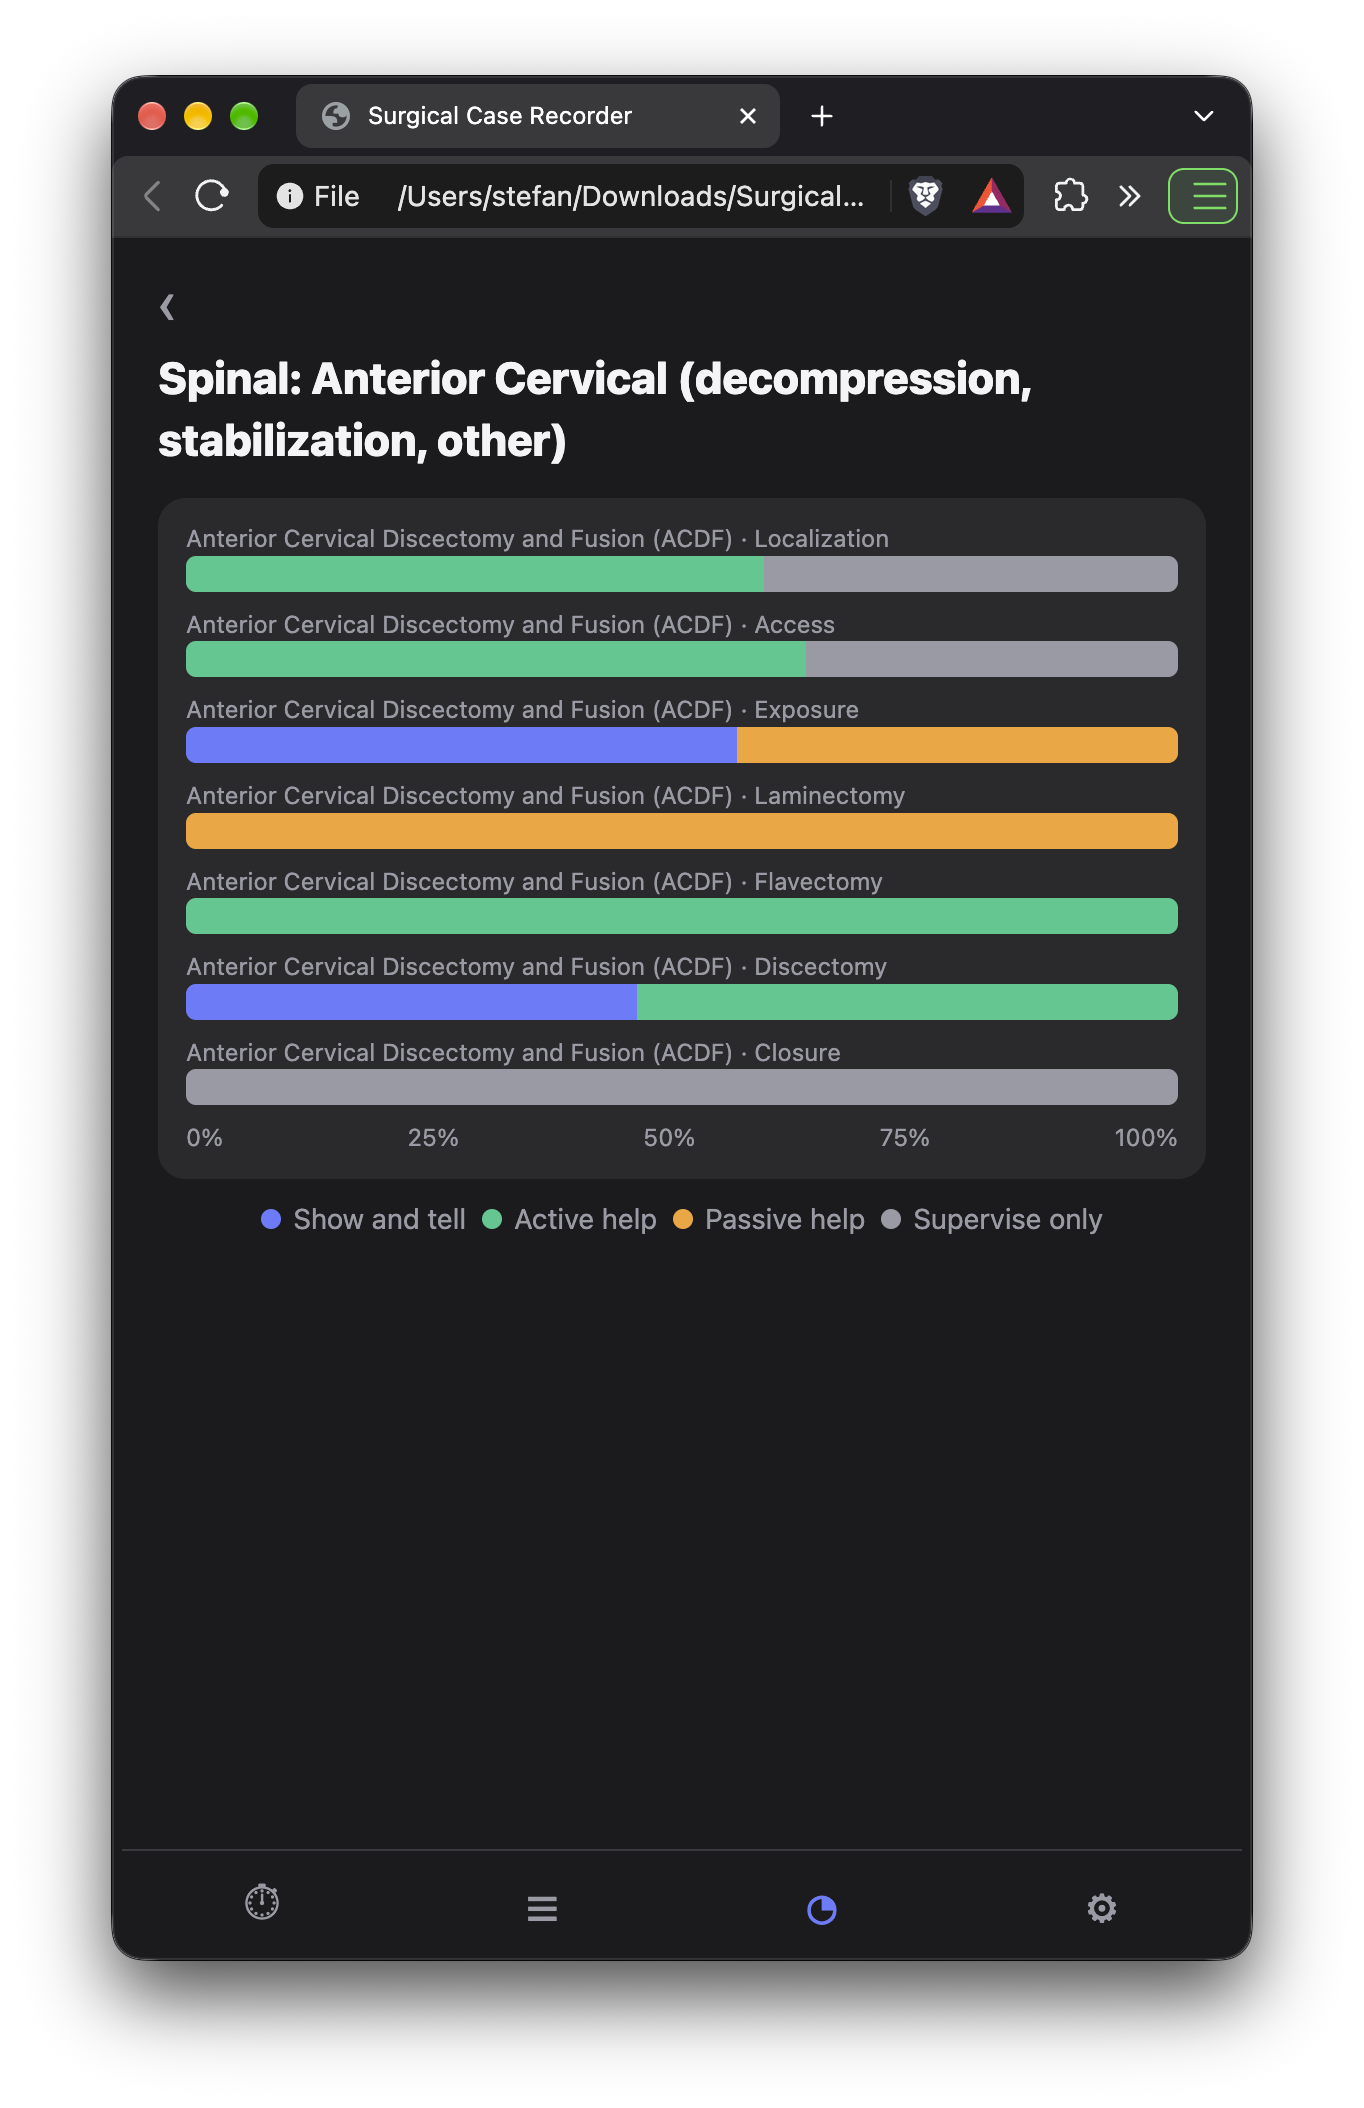 Surgical Case Recorder
File /Users/stefan/Downloads/Surgical...
Spinal: Anterior Cervical (decompression,
stabilization, other)
Anterior Cervical Discectomy and Fusion (ACDF) · Localization
Anterior Cervical Discectomy and Fusion (ACDF) · Access
Anterior Cervical Discectomy and Fusion (ACDF) · Exposure
Anterior Cervical Discectomy and Fusion (ACDF) · Laminectomy
Anterior Cervical Discectomy and Fusion (ACDF) · Flavectomy
Anterior Cervical Discectomy and Fusion (ACDF) · Discectomy
Anterior Cervical Discectomy and Fusion (ACDF) · Closure
0% 25% 50% 75% 100%
Show and tell Active help Passive help Supervise only